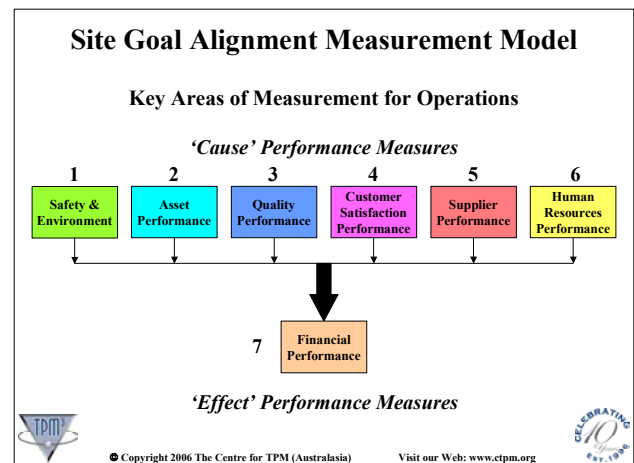 Site Goal Alignment Measurement Model
Key Areas of Measurement for Operations
'Cause' Performance Measures
1 2 3 4 5 6
Safety &
Environment
Asset
Performance
Quality
Performance
Customer
Satisfaction
Performance
Supplier
Performance
Human
Resources
Performance
7
Financial
Performance
'Effect' Performance Measures
TPM3
© Copyright 2006 The Centre for TPM (Australasia) Visit our Web: www.ctpm.org
CELEBRATING
10
Years
EST. 1996